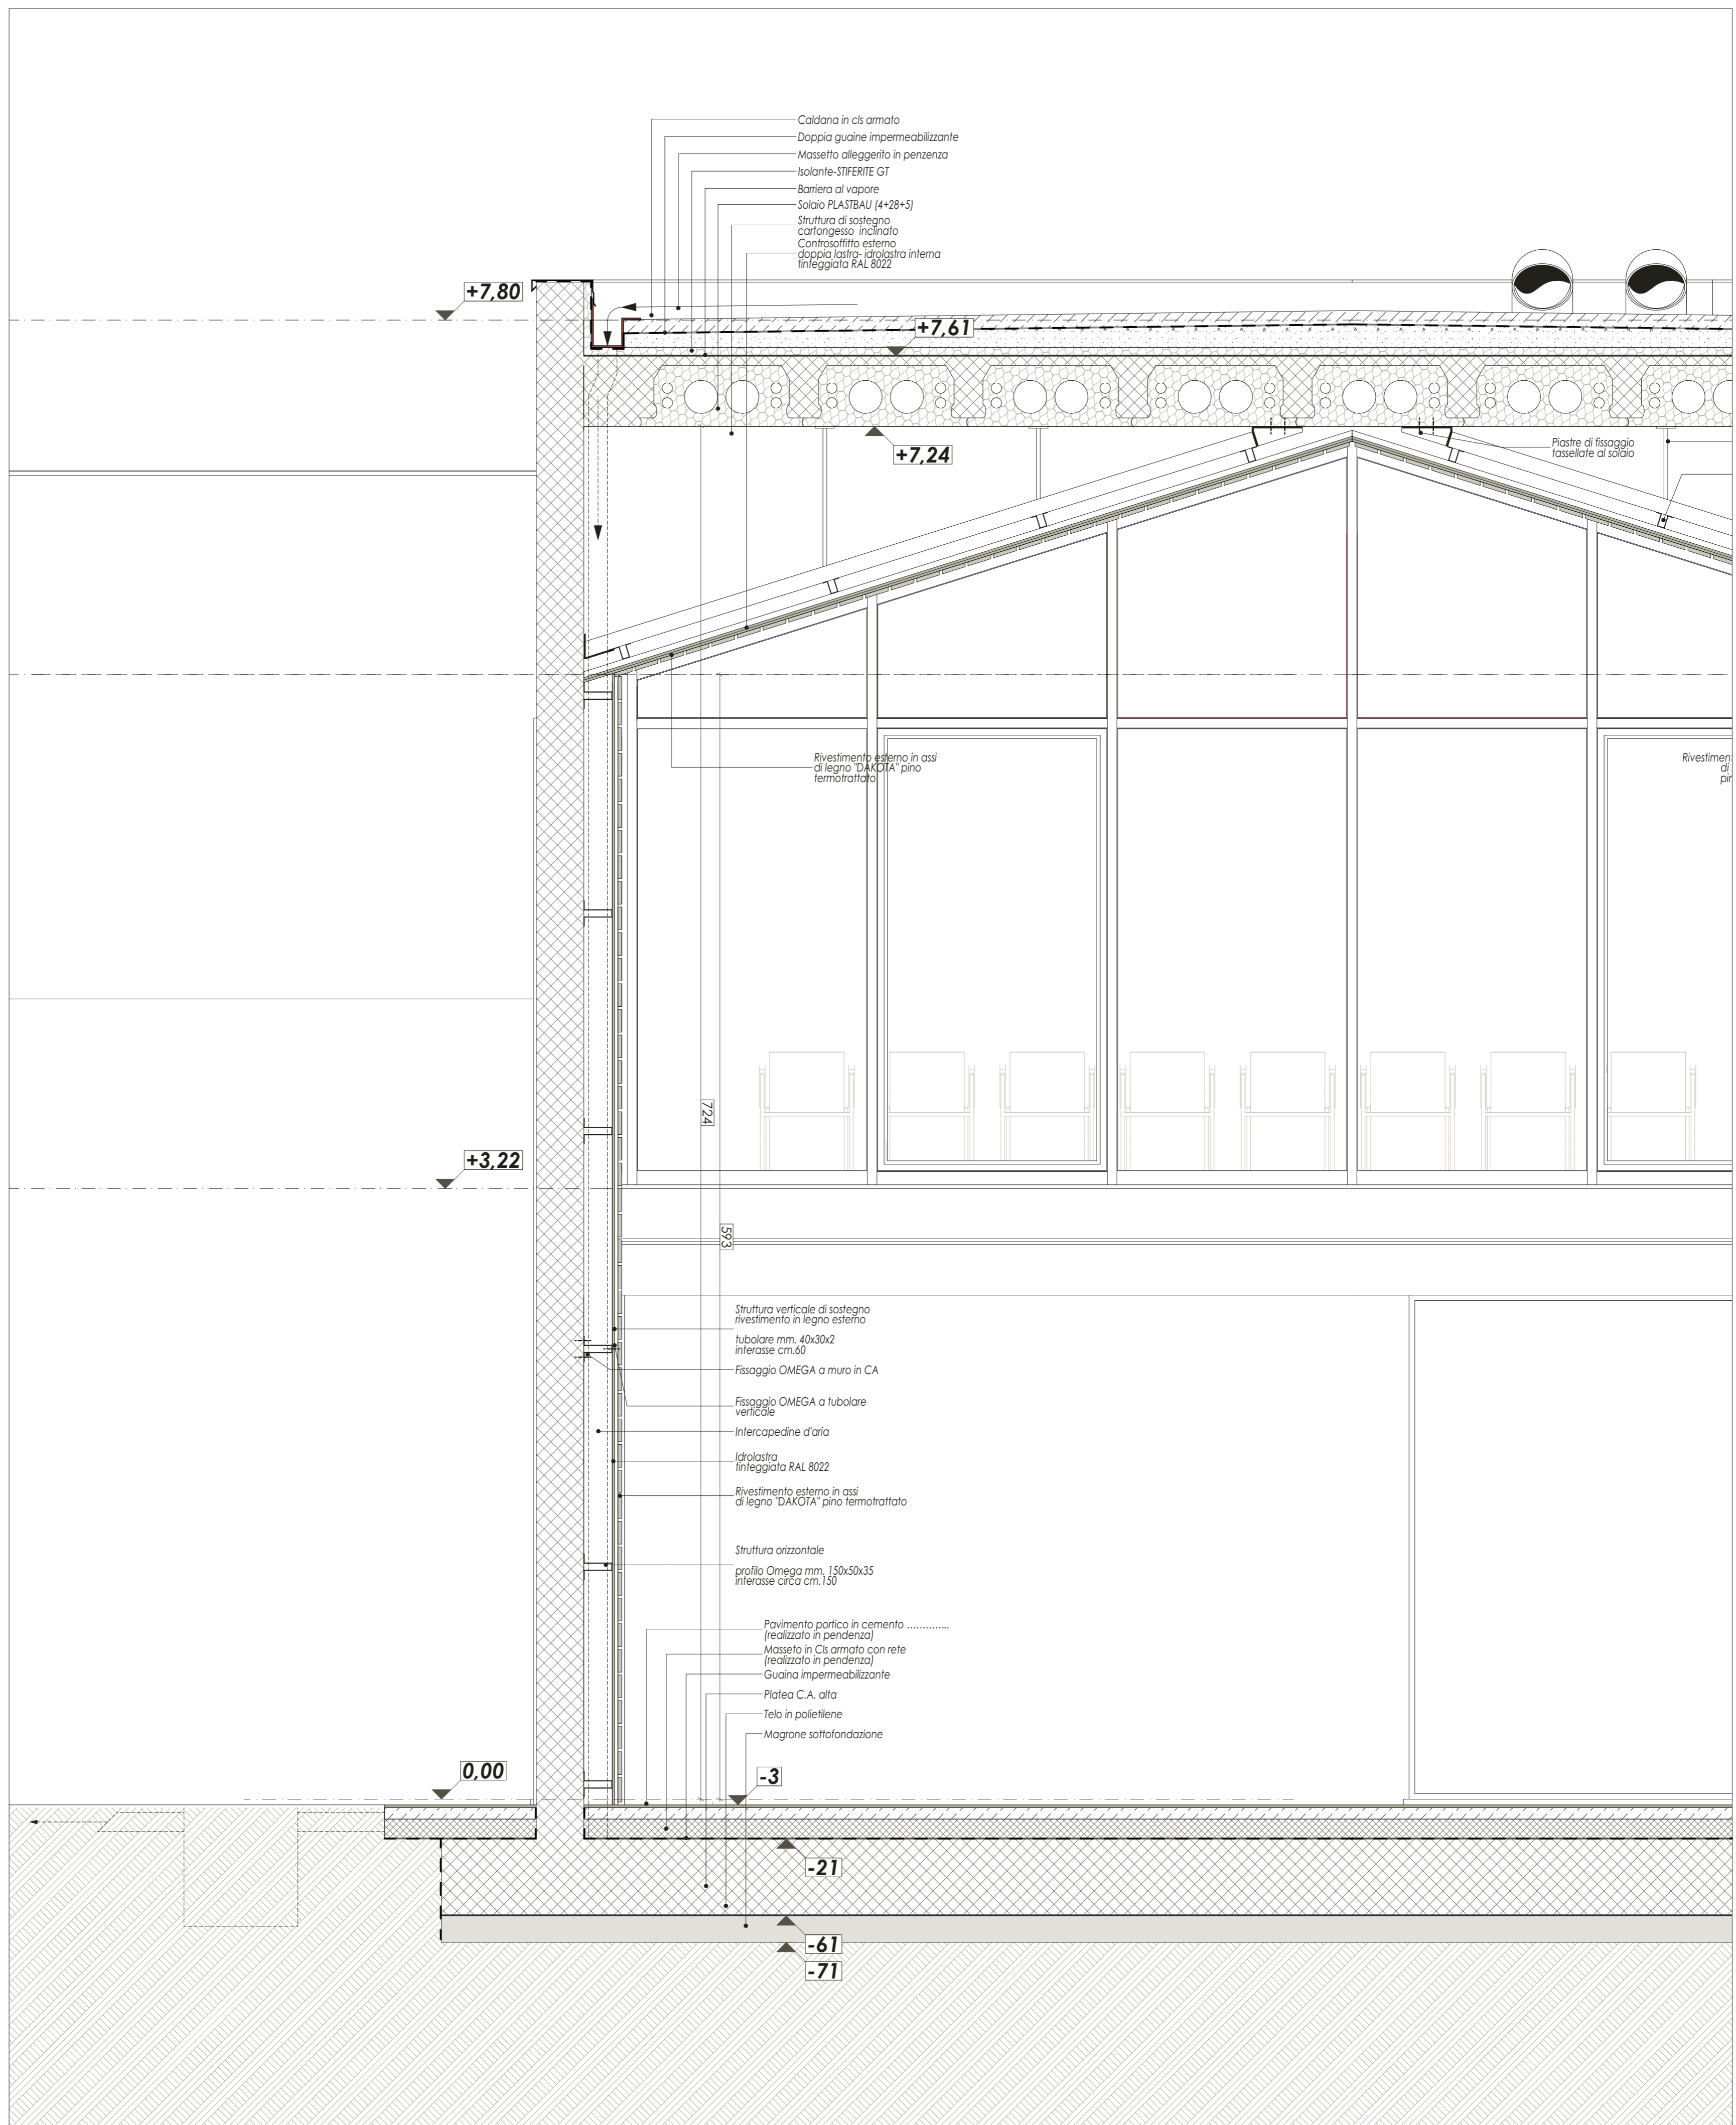 Caldana in cls armato
Doppia guaine impermeabilizzante
Massetto alleggerito in penzenza
Isolante-STIFERITE GT
Barriera al vapore
Solaio PLASTBAU (4+28+5)
Struttura di sostegno
cartongesso inclinato
Controsoffitto esterno
doppia lastra- idrolastra interna
tinteggiata RAL 8022
+7,80
+7,61
+7,24
Piastre di fissaggio
tassellate al solaio
Rivestimento esterno in assi
di legno "DAKOTA" pino
termotrattato
Rivestimen
di
pin
724
+3,22
593
Struttura verticale di sostegno
rivestimento in legno esterno
tubolare mm. 40x30x2
interasse cm.60
Fissaggio OMEGA a muro in CA
Fissaggio OMEGA a tubolare
verticale
Intercapedine d'aria
Idrolastra
tinteggiata RAL 8022
Rivestimento esterno in assi
di legno "DAKOTA" pino termotrattato
Struttura orizzontale
profilo Omega mm. 150x50x35
interasse circa cm.150
Pavimento portico in cemento .............
(realizzato in pendenza)
Masseto in Cls armato con rete
(realizzato in pendenza)
Guaina impermeabilizzante
Platea C.A. alta
Telo in polietilene
Magrone sottofondazione
0,00
-3
-21
-61
-71